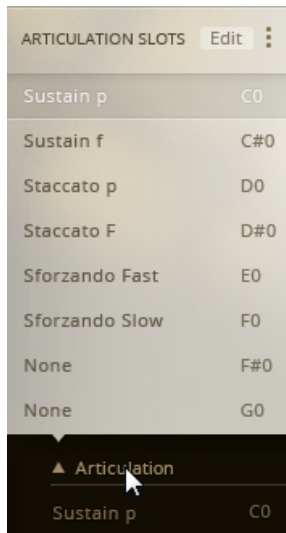 ARTICULATION SLOTS Edit
Sustain p C0
Sustain f C#0
Staccato p D0
Staccato F D#0
Sforzando Fast E0
Sforzando Slow F0
None F#0
None G0
▲ Articulation
Sustain p C0